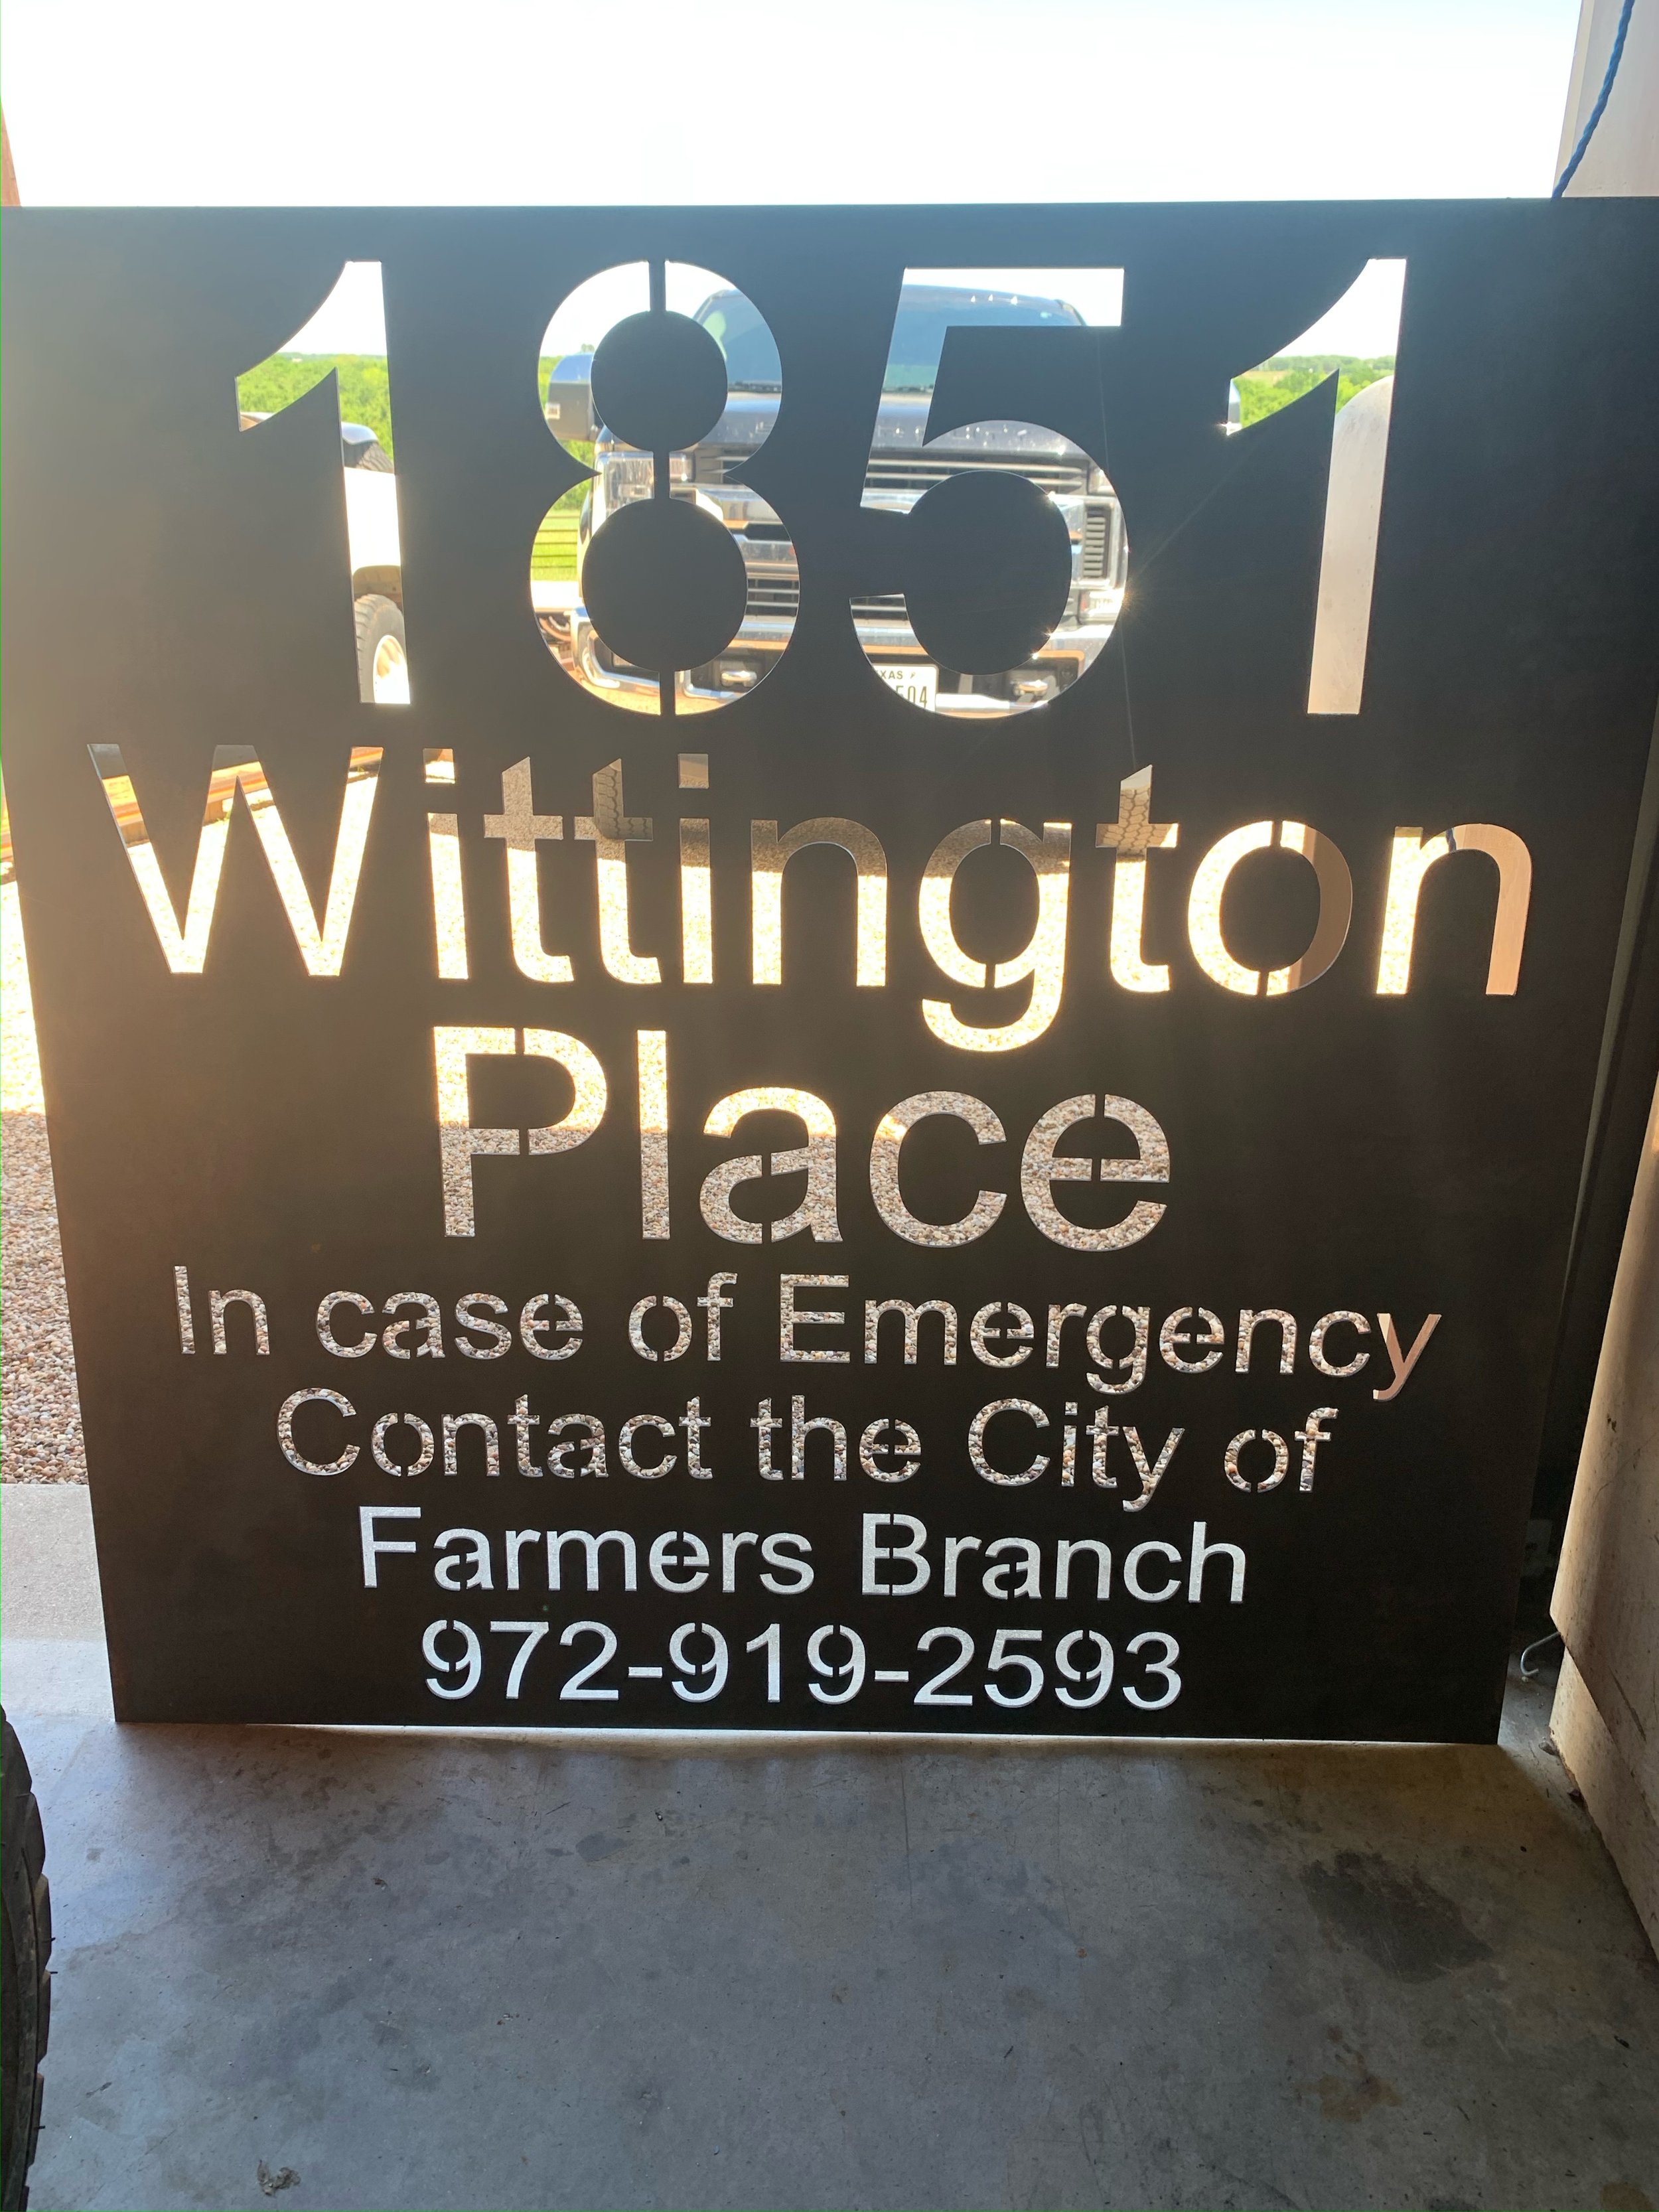 1851
Wittington
Place
In case of Emergency
Contact the City of
Farmers Branch
972-919-2593